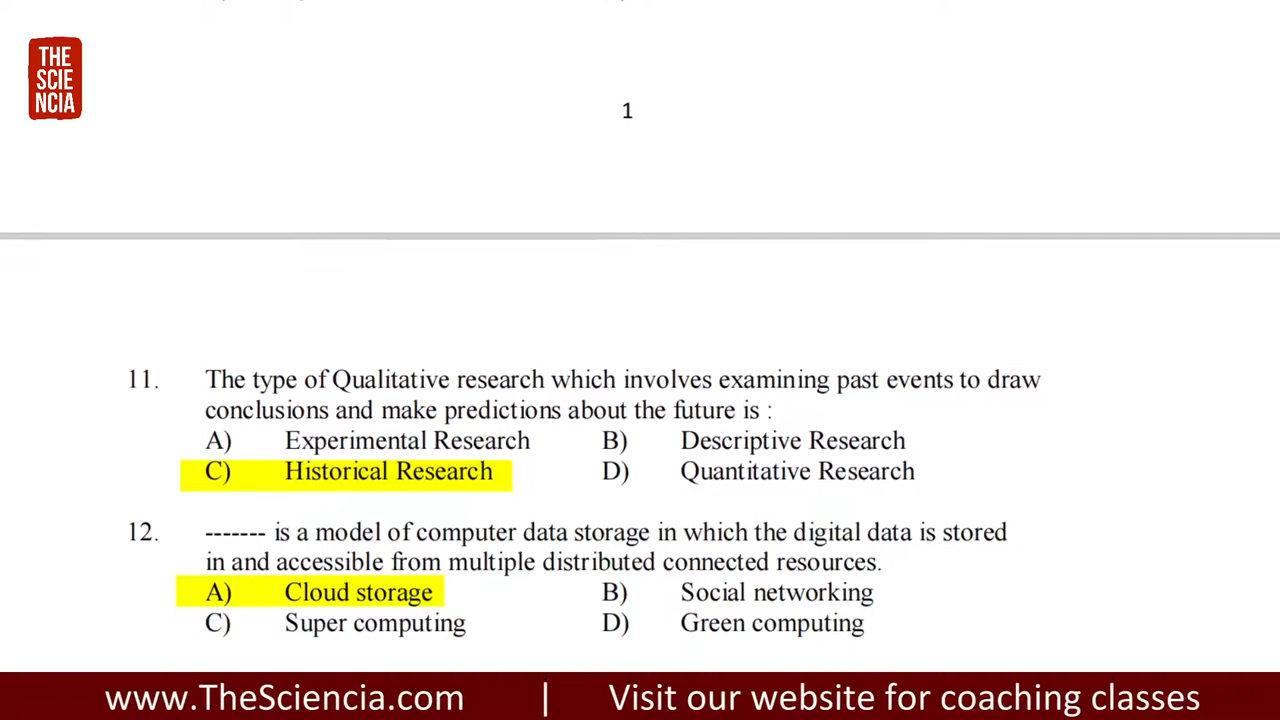 THE
SCIE
NCIA
1
11. The type of Qualitative research which involves examining past events to draw
conclusions and make predictions about the future is :
A) Experimental Research B) Descriptive Research
C) Historical Research D) Quantitative Research
12. ------- is a model of computer data storage in which the digital data is stored
in and accessible from multiple distributed connected resources.
A) Cloud storage B) Social networking
C) Super computing D) Green computing
www.TheSciencia.com | Visit our website for coaching classes